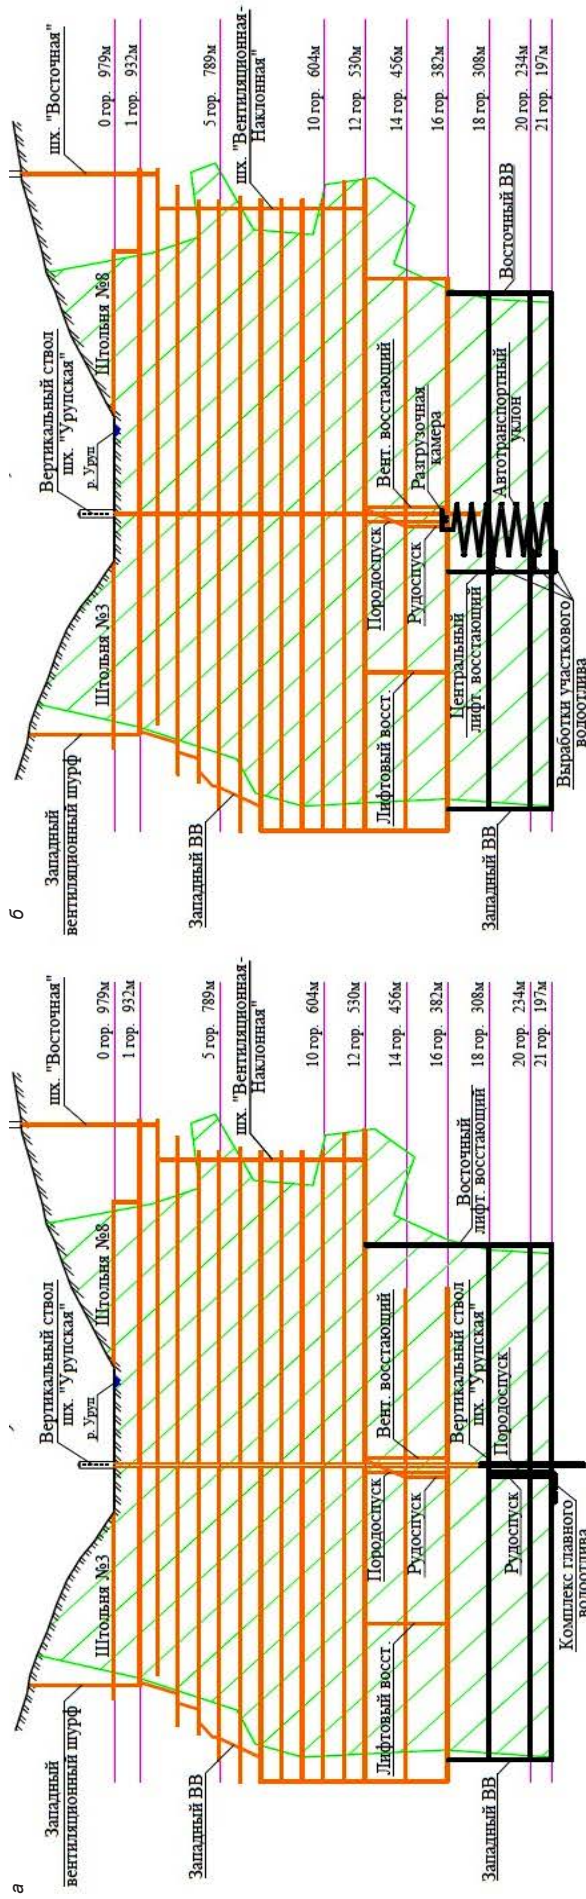 а
Западный
вентиляционный шурф
Штольня №3
Вертикальный ствол
шх. "Урупская"
р. Уруп
Штольня №8
шх. "Восточная"
0 гор. 979м
1 гор. 932м
5 гор. 789м
шх. "Вентиляционная-
Наклонная"
10 гор. 604м
12 гор. 530м
14 гор. 456м
16 гор. 382м
18 гор. 308м
20 гор. 234м
21 гор. 197м
Западный ВВ
Лифтовый восст.
Породоспуск
Рудоспуск
Вент. восстающий
Восточный
лифт. восстающий
Вертикальный ствол
шх. "Урупская"
Породоспуск
Рудоспуск
Западный ВВ
Комплекс главного
водоотлива
б
Западный
вентиляционный шурф
Штольня №3
Вертикальный ствол
шх. "Урупская"
р. Уруп
Штольня №8
шх. "Восточная"
0 гор. 979м
1 гор. 932м
5 гор. 789м
шх. "Вентиляционная-
Наклонная"
10 гор. 604м
12 гор. 530м
14 гор. 456м
16 гор. 382м
18 гор. 308м
20 гор. 234м
21 гор. 197м
Западный ВВ
Лифтовый восст.
Породоспуск
Рудоспуск
Вент. восстающий
Разгрузочная
камера
Центральный
лифт. восстающий
Автотранспортный
уклон
Восточный ВВ
Западный ВВ
Выработки участкового
водоотлива